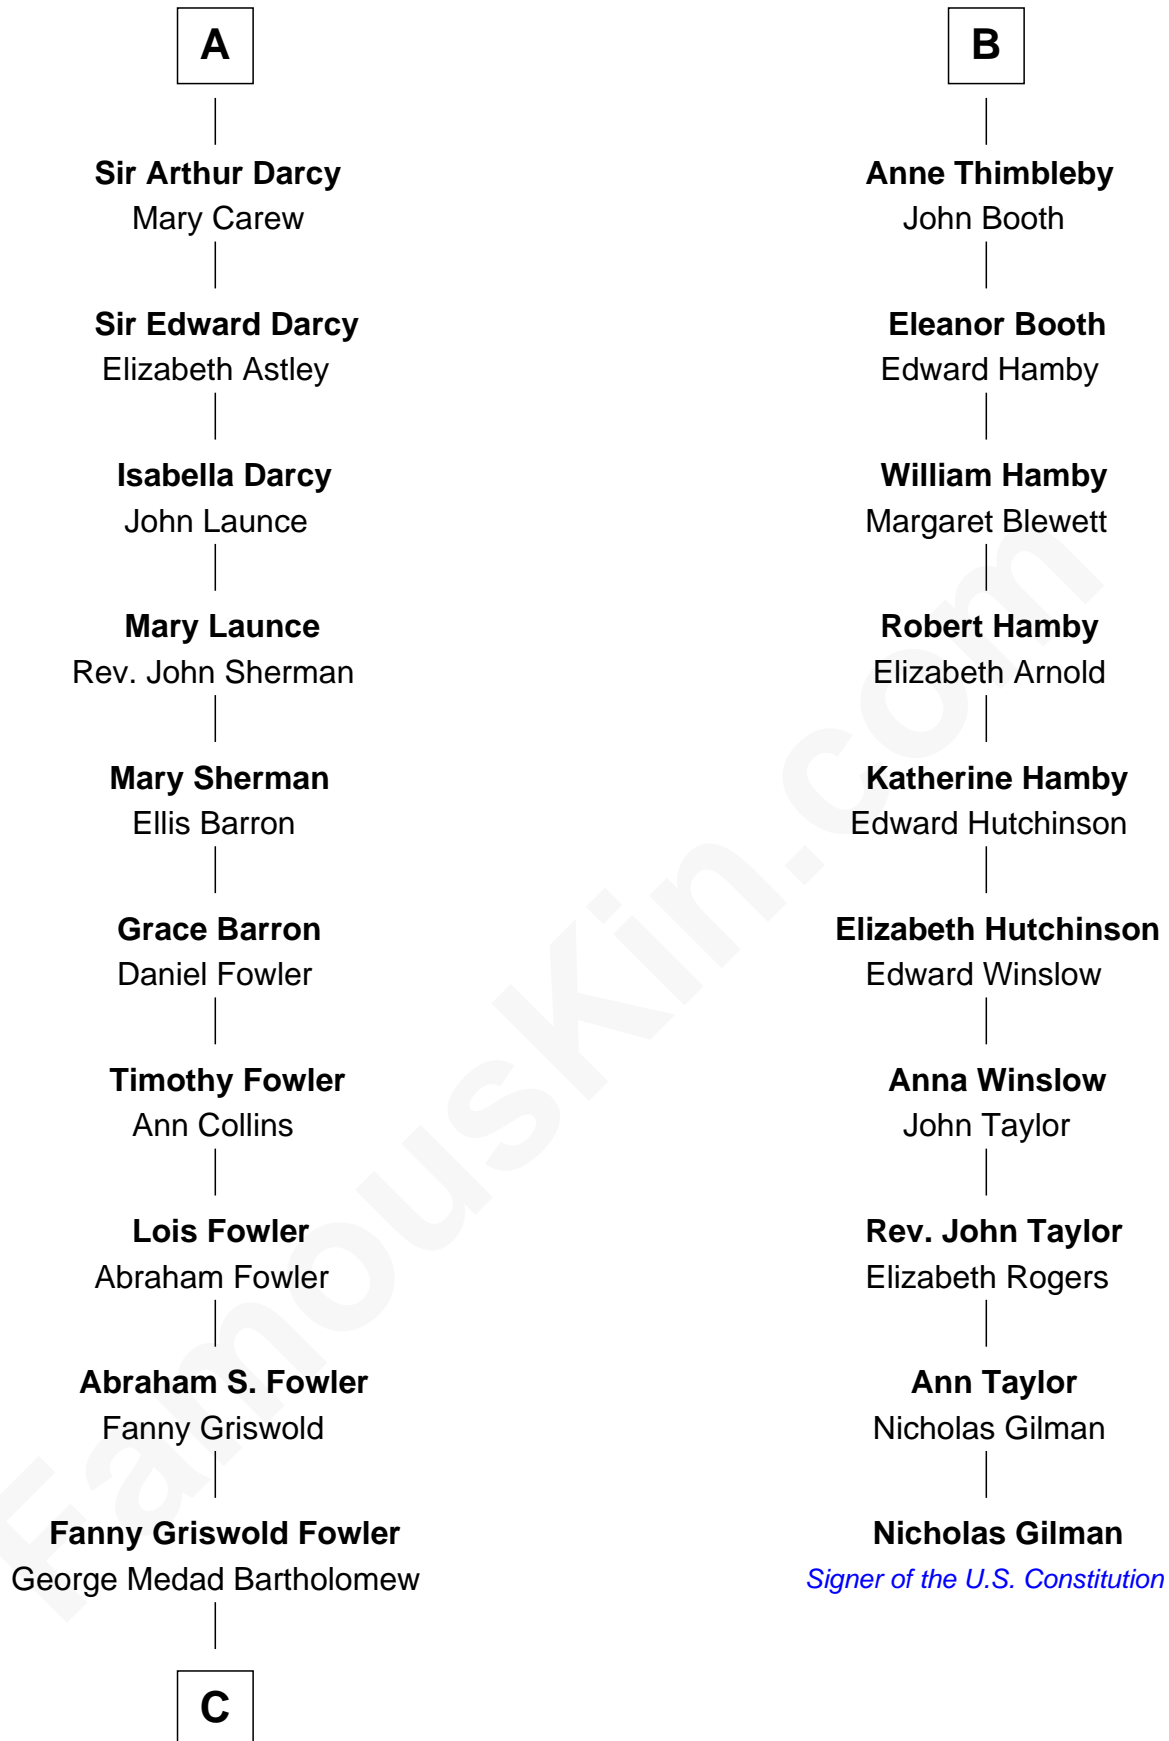 A
Sir Arthur Darcy
Mary Carew
Sir Edward Darcy
Elizabeth Astley
Isabella Darcy
John Launce
Mary Launce
Rev. John Sherman
Mary Sherman
Ellis Barron
Grace Barron
Daniel Fowler
Timothy Fowler
Ann Collins
Lois Fowler
Abraham Fowler
Abraham S. Fowler
Fanny Griswold
Fanny Griswold Fowler
George Medad Bartholomew
C
B
Anne Thimbleby
John Booth
Eleanor Booth
Edward Hamby
William Hamby
Margaret Blewett
Robert Hamby
Elizabeth Arnold
Katherine Hamby
Edward Hutchinson
Elizabeth Hutchinson
Edward Winslow
Anna Winslow
John Taylor
Rev. John Taylor
Elizabeth Rogers
Ann Taylor
Nicholas Gilman
Nicholas Gilman
Signer of the U.S. Constitution
FamousKin.com